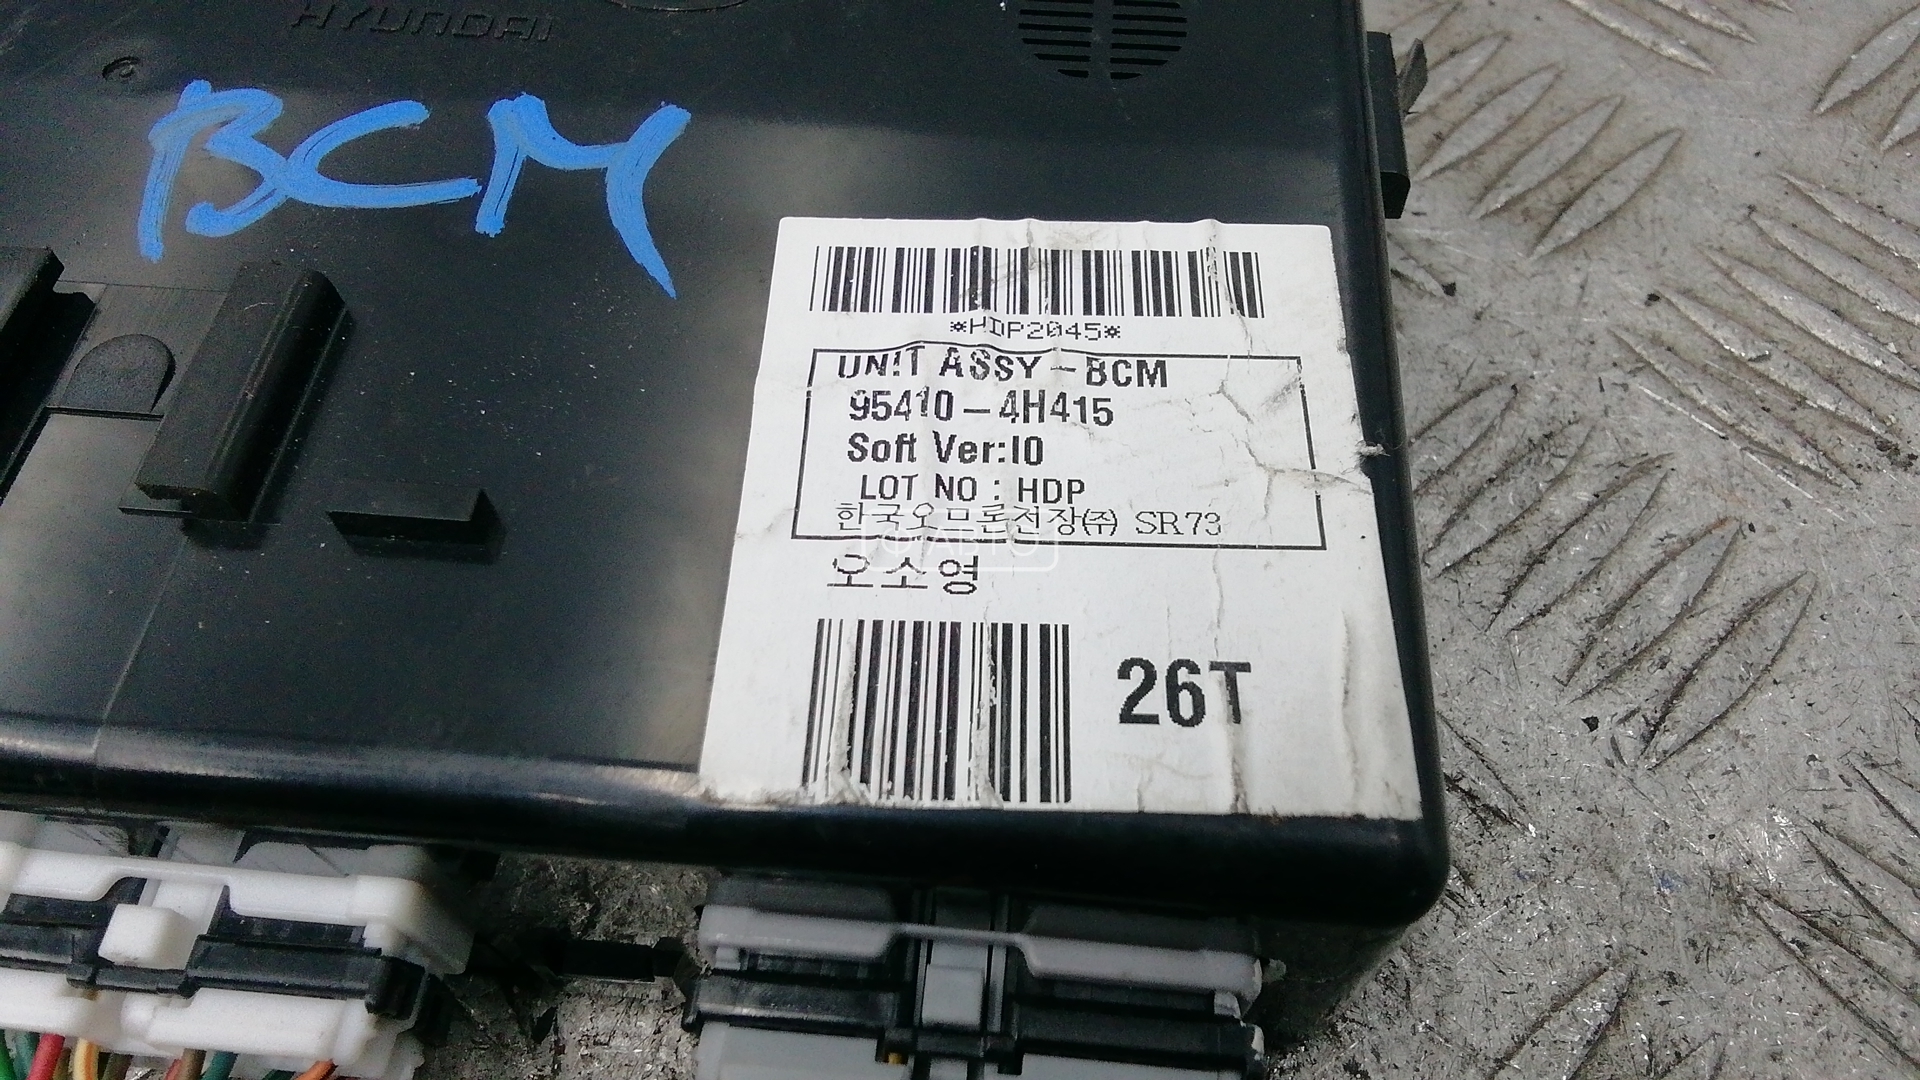 HYUNDAI
BCM
*HDP2045*
UNIT ASSY-BCM
95410-4H415
Soft Ver:I0
LOT NO : HDP
한국오므론전장㈜ SR73
ОТАВТО
오소영
26T